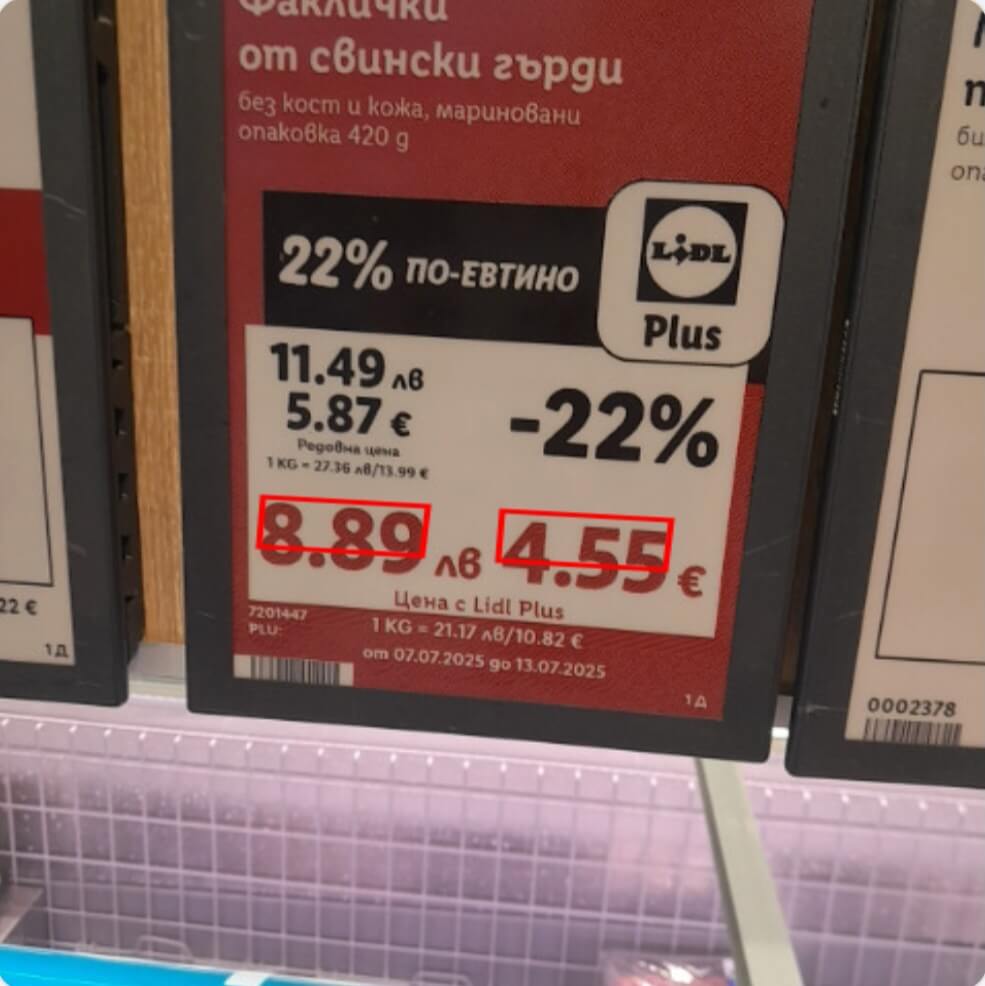 Факлички
от свински гърди
без кост и кожа, мариновани
опаковка 420 g
22% ПО-ЕВТИНО
LIDL
Plus
11.49 лв
5.87 €
Редовна цена
1 KG = 27.36 лв/13.99 €
-22%
8.89 лв 4.55 €
Цена с Lidl Plus
7201447
PLU:
1 KG = 21.17 лв/10.82 €
от 07.07.2025 до 13.07.2025
1Д
22 €
1Д
0002378